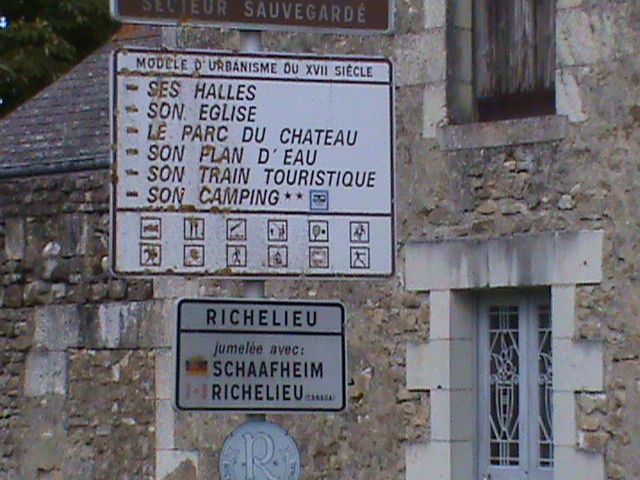 SECTEUR SAUVEGARDÉ
MODÈLE D'URBANISME DU XVII SIÈCLE
- SES HALLES
- SON EGLISE
- LE PARC DU CHATEAU
- SON PLAN D'EAU
- SON TRAIN TOURISTIQUE
- SON CAMPING **
RICHELIEU
jumelée avec:
SCHAAFHEIM
RICHELIEU (CANADA)
R